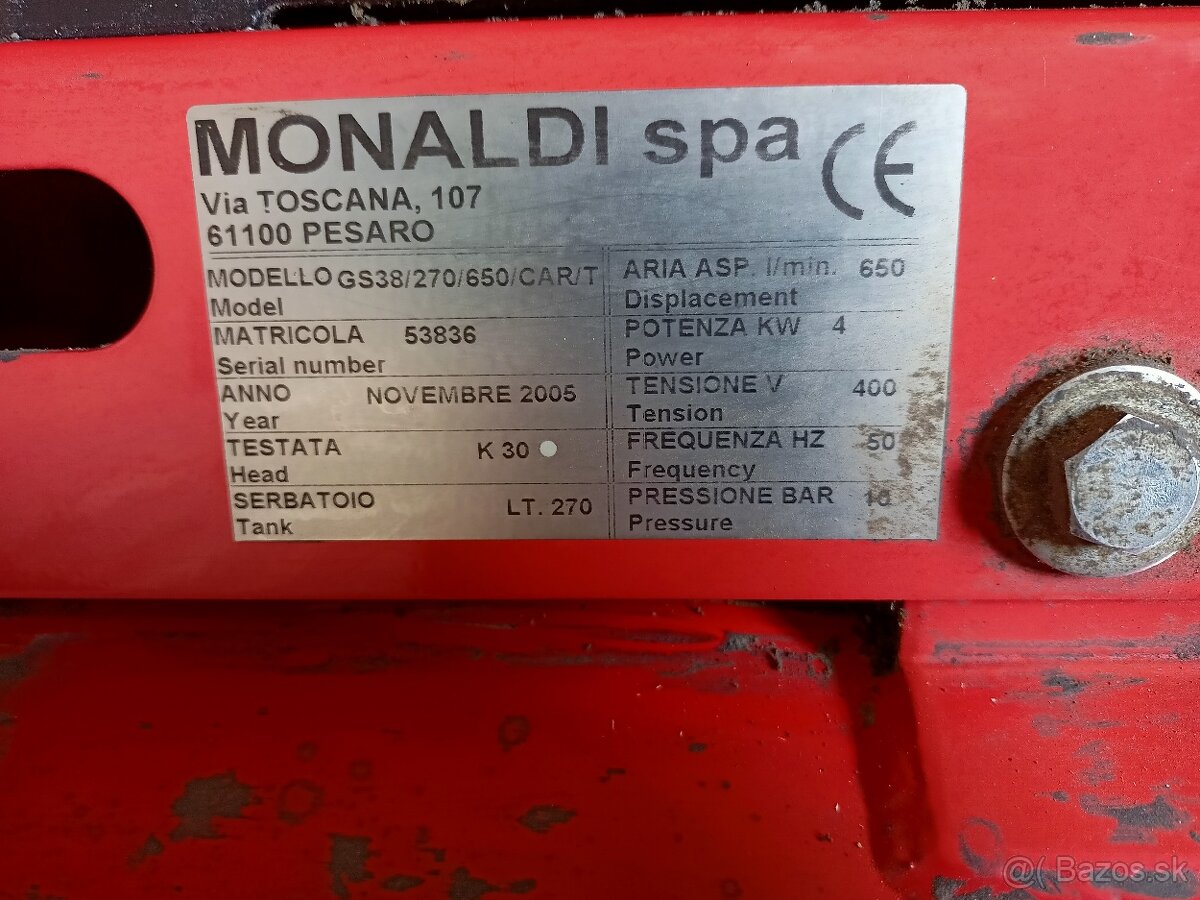 MONALDI spa CE
Via TOSCANA, 107
61100 PESARO
MODELLO GS38/270/650/CAR/T
Model
MATRICOLA 53836
Serial number
ANNO NOVEMBRE 2005
Year
TESTATA K 30
Head
SERBATOIO LT. 270
Tank
ARIA ASP. l/min. 650
Displacement
POTENZA KW 4
Power
TENSIONE V 400
Tension
FREQUENZA HZ 50
Frequency
PRESSIONE BAR 10
Pressure
@( Bazos.sk